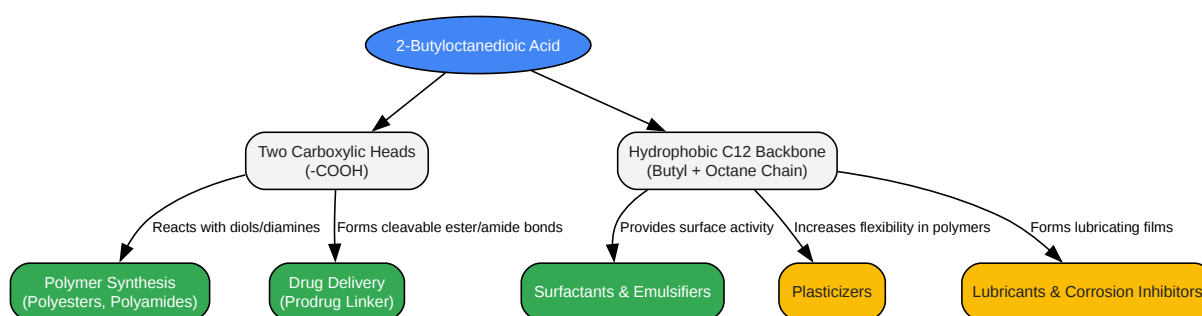 2-Butyloctanedioic Acid
Two Carboxylic Heads
(-COOH)
Hydrophobic C12 Backbone
(Butyl + Octane Chain)
Reacts with diols/diamines
Forms cleavable ester/amide bonds
Provides surface activity
Increases flexibility in polymers
Forms lubricating films
Polymer Synthesis
(Polyesters, Polyamides)
Drug Delivery
(Prodrug Linker)
Surfactants & Emulsifiers
Plasticizers
Lubricants & Corrosion Inhibitors